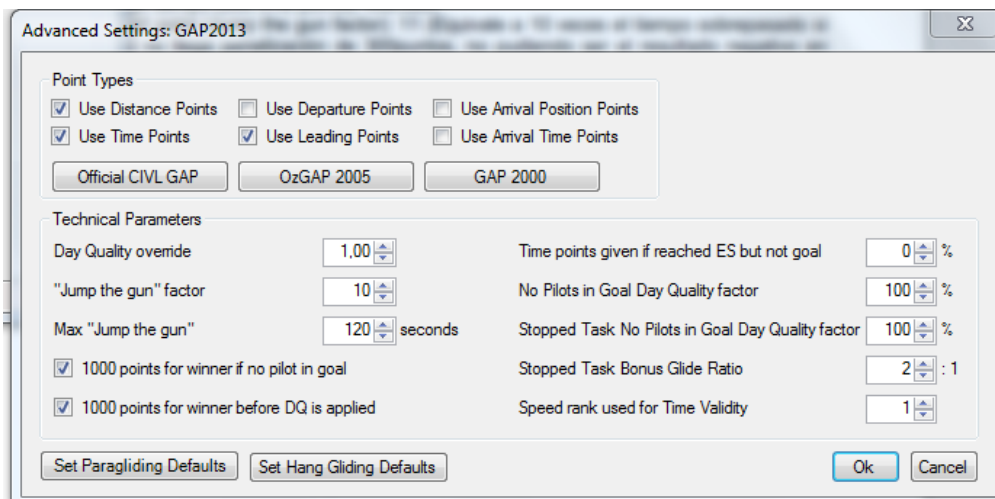 Advanced Settings: GAP2013
Point Types
Use Distance Points Use Departure Points Use Arrival Position Points
Use Time Points Use Leading Points Use Arrival Time Points
Official CIVL GAP OzGAP 2005 GAP 2000
Technical Parameters
Day Quality override 1,00 Time points given if reached ES but not goal 0 %
"Jump the gun" factor 10 No Pilots in Goal Day Quality factor 100 %
Max "Jump the gun" 120 seconds Stopped Task No Pilots in Goal Day Quality factor 100 %
1000 points for winner if no pilot in goal Stopped Task Bonus Glide Ratio 2 : 1
1000 points for winner before DQ is applied Speed rank used for Time Validity 1
Set Paragliding Defaults Set Hang Gliding Defaults Ok Cancel